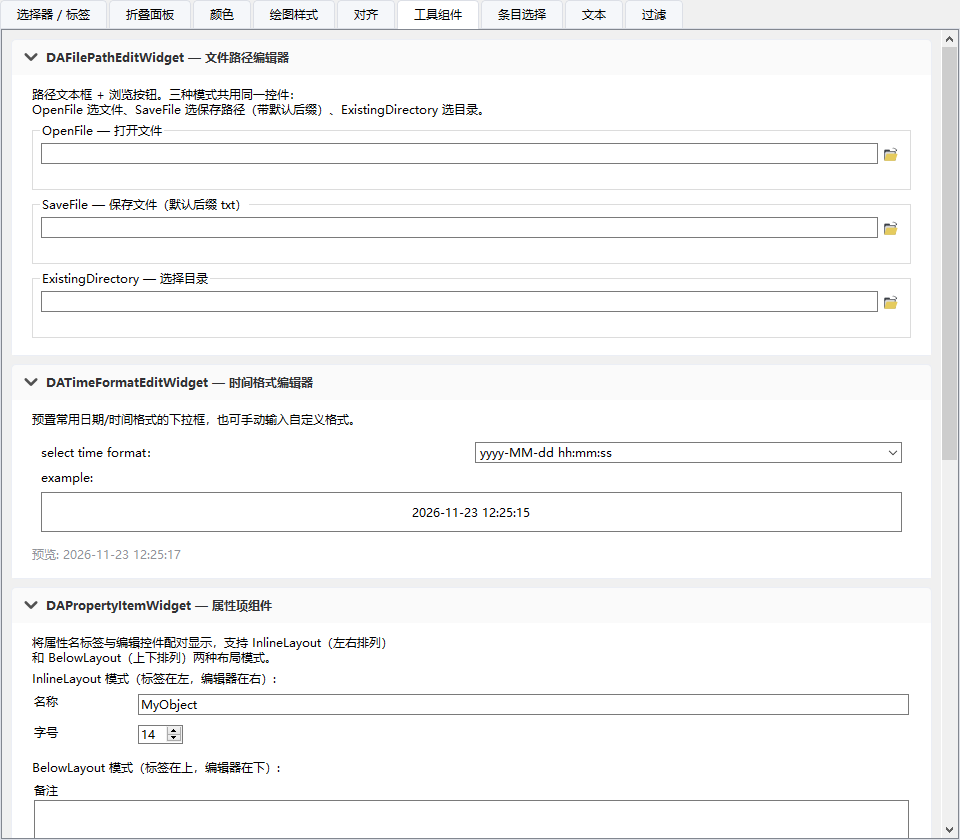 选择器 / 标签
折叠面板
颜色
绘图样式
对齐
工具组件
条目选择
文本
过滤
DAFilePathEditWidget — 文件路径编辑器
路径文本框 + 浏览按钮。三种模式共用同一控件：
OpenFile 选文件、SaveFile 选保存路径（带默认后缀）、ExistingDirectory 选目录。
OpenFile — 打开文件
SaveFile — 保存文件（默认后缀 txt）
ExistingDirectory — 选择目录
DATimeFormatEditWidget — 时间格式编辑器
预置常用日期/时间格式的下拉框，也可手动输入自定义格式。
select time format:
yyyy-MM-dd hh:mm:ss
example:
2026-11-23 12:25:15
预览: 2026-11-23 12:25:17
DAPropertyItemWidget — 属性项组件
将属性名标签与编辑控件配对显示，支持 InlineLayout（左右排列）
和 BelowLayout（上下排列）两种布局模式。
InlineLayout 模式（标签在左，编辑器在右）:
名称
MyObject
字号
14
BelowLayout 模式（标签在上，编辑器在下）:
备注